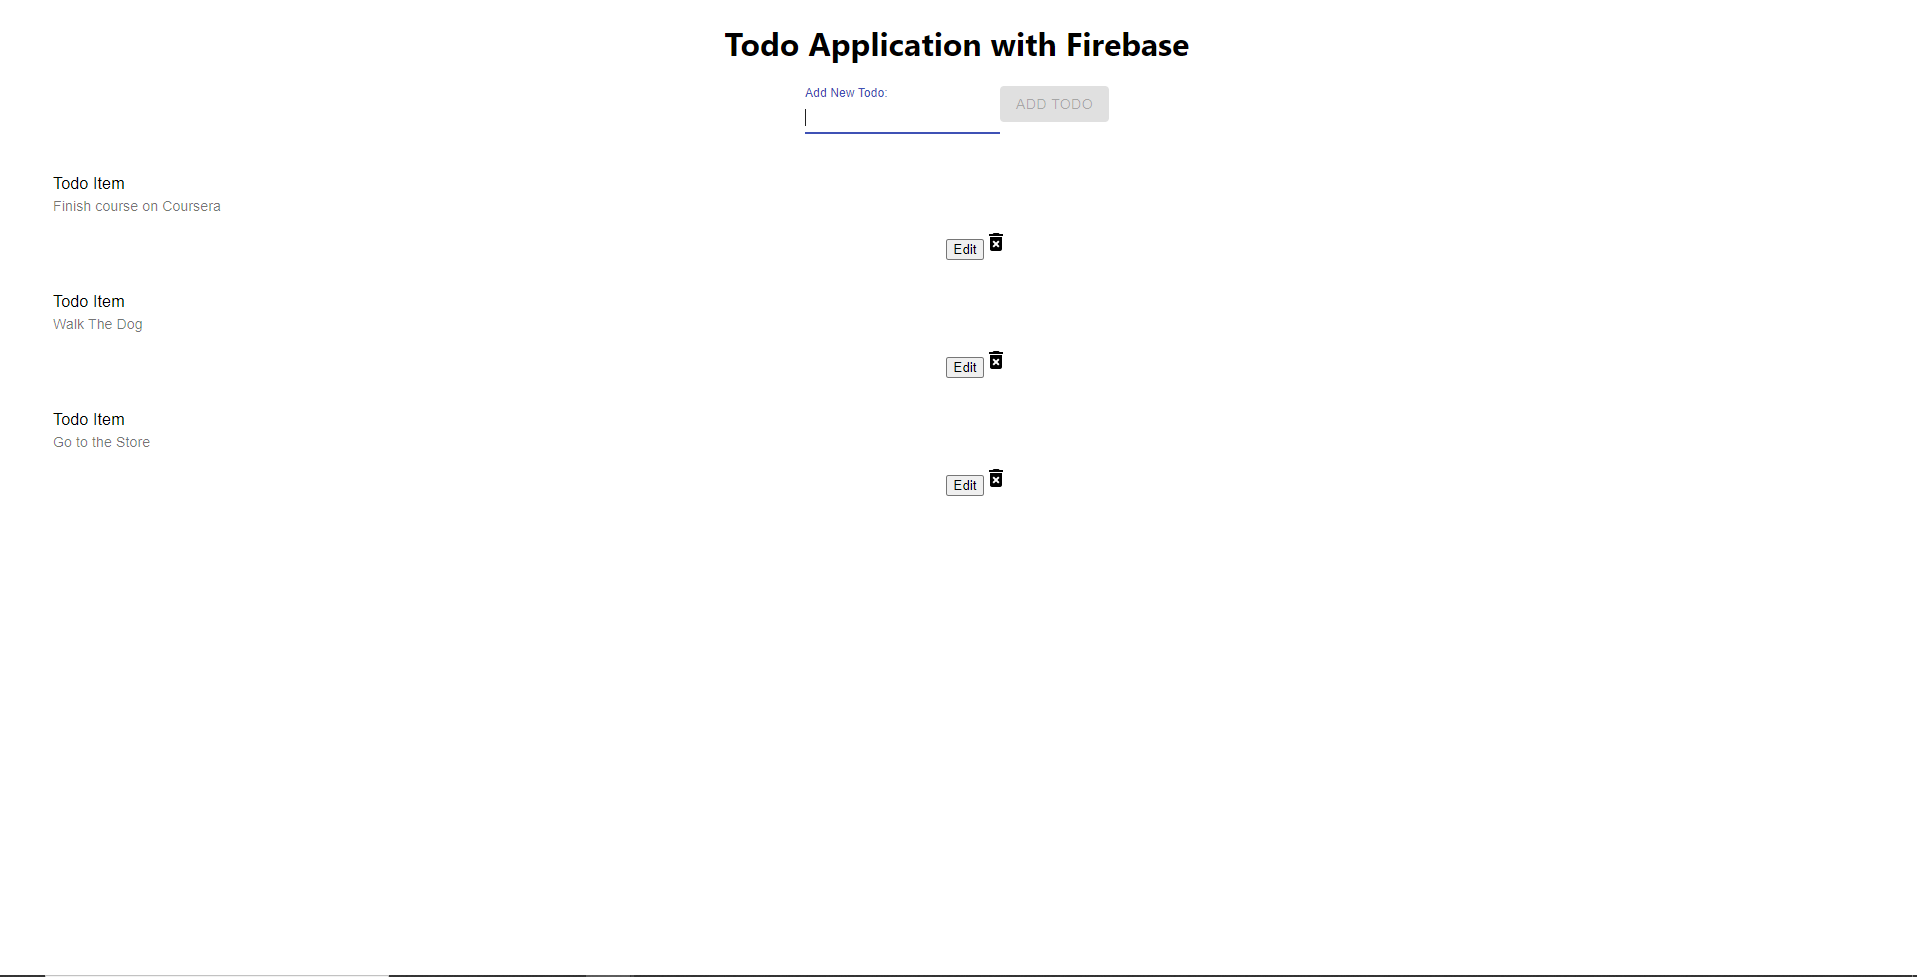 Todo Application with Firebase
Add New Todo:
ADD TODO
Todo Item
Finish course on Coursera
Edit
Todo Item
Walk The Dog
Edit
Todo Item
Go to the Store
Edit